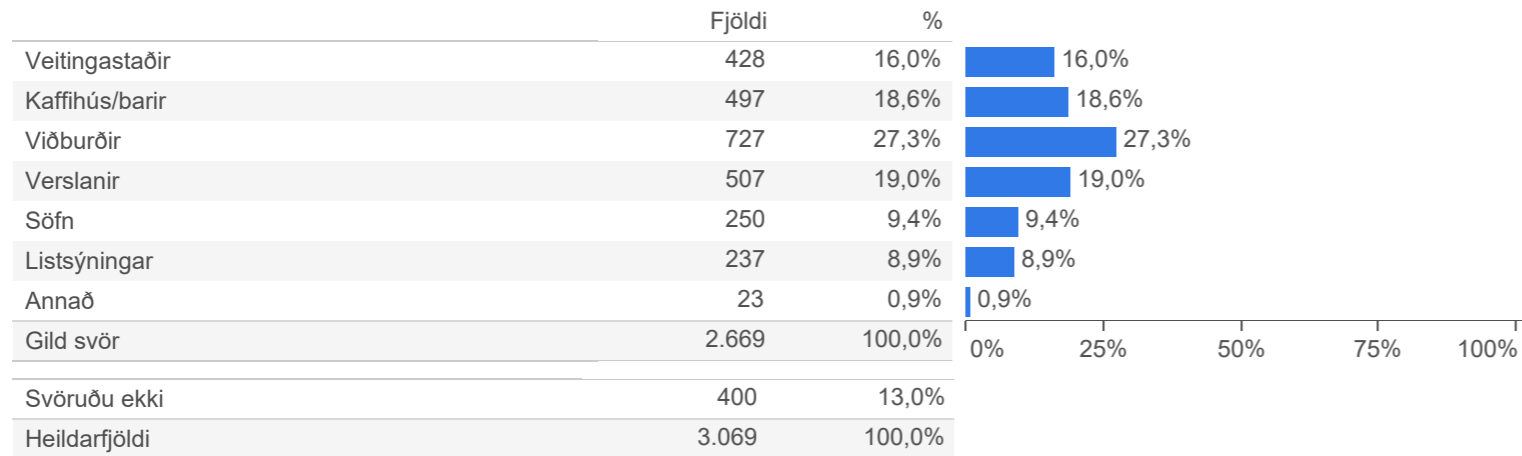 Fjöldi %
Veitingastaðir 428 16,0% 16,0%
Kaffihús/barir 497 18,6% 18,6%
Viðburðir 727 27,3% 27,3%
Verslanir 507 19,0% 19,0%
Söfn 250 9,4% 9,4%
Listsýningar 237 8,9% 8,9%
Annað 23 0,9% 0,9%
Gild svör 2.669 100,0%
0% 25% 50% 75% 100%
Svöruðu ekki 400 13,0%
Heildarfjöldi 3.069 100,0%